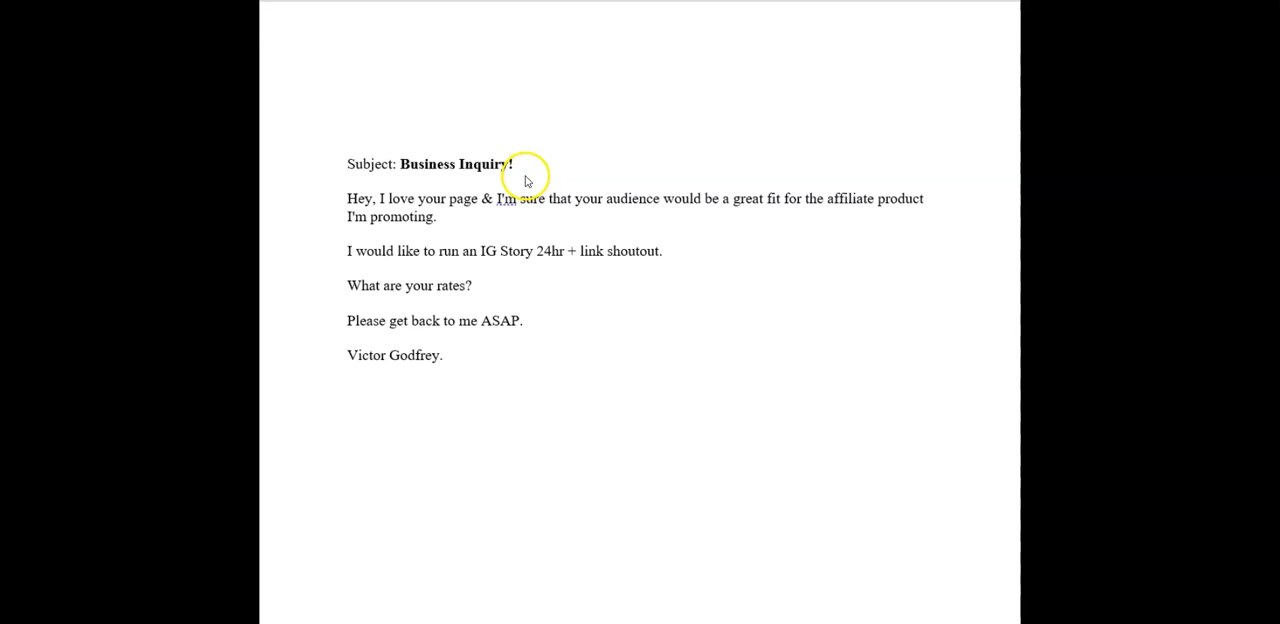 Subject: Business Inquiry!
Hey, I love your page & I'm sure that your audience would be a great fit for the affiliate product
I'm promoting.
I would like to run an IG Story 24hr + link shoutout.
What are your rates?
Please get back to me ASAP.
Victor Godfrey.